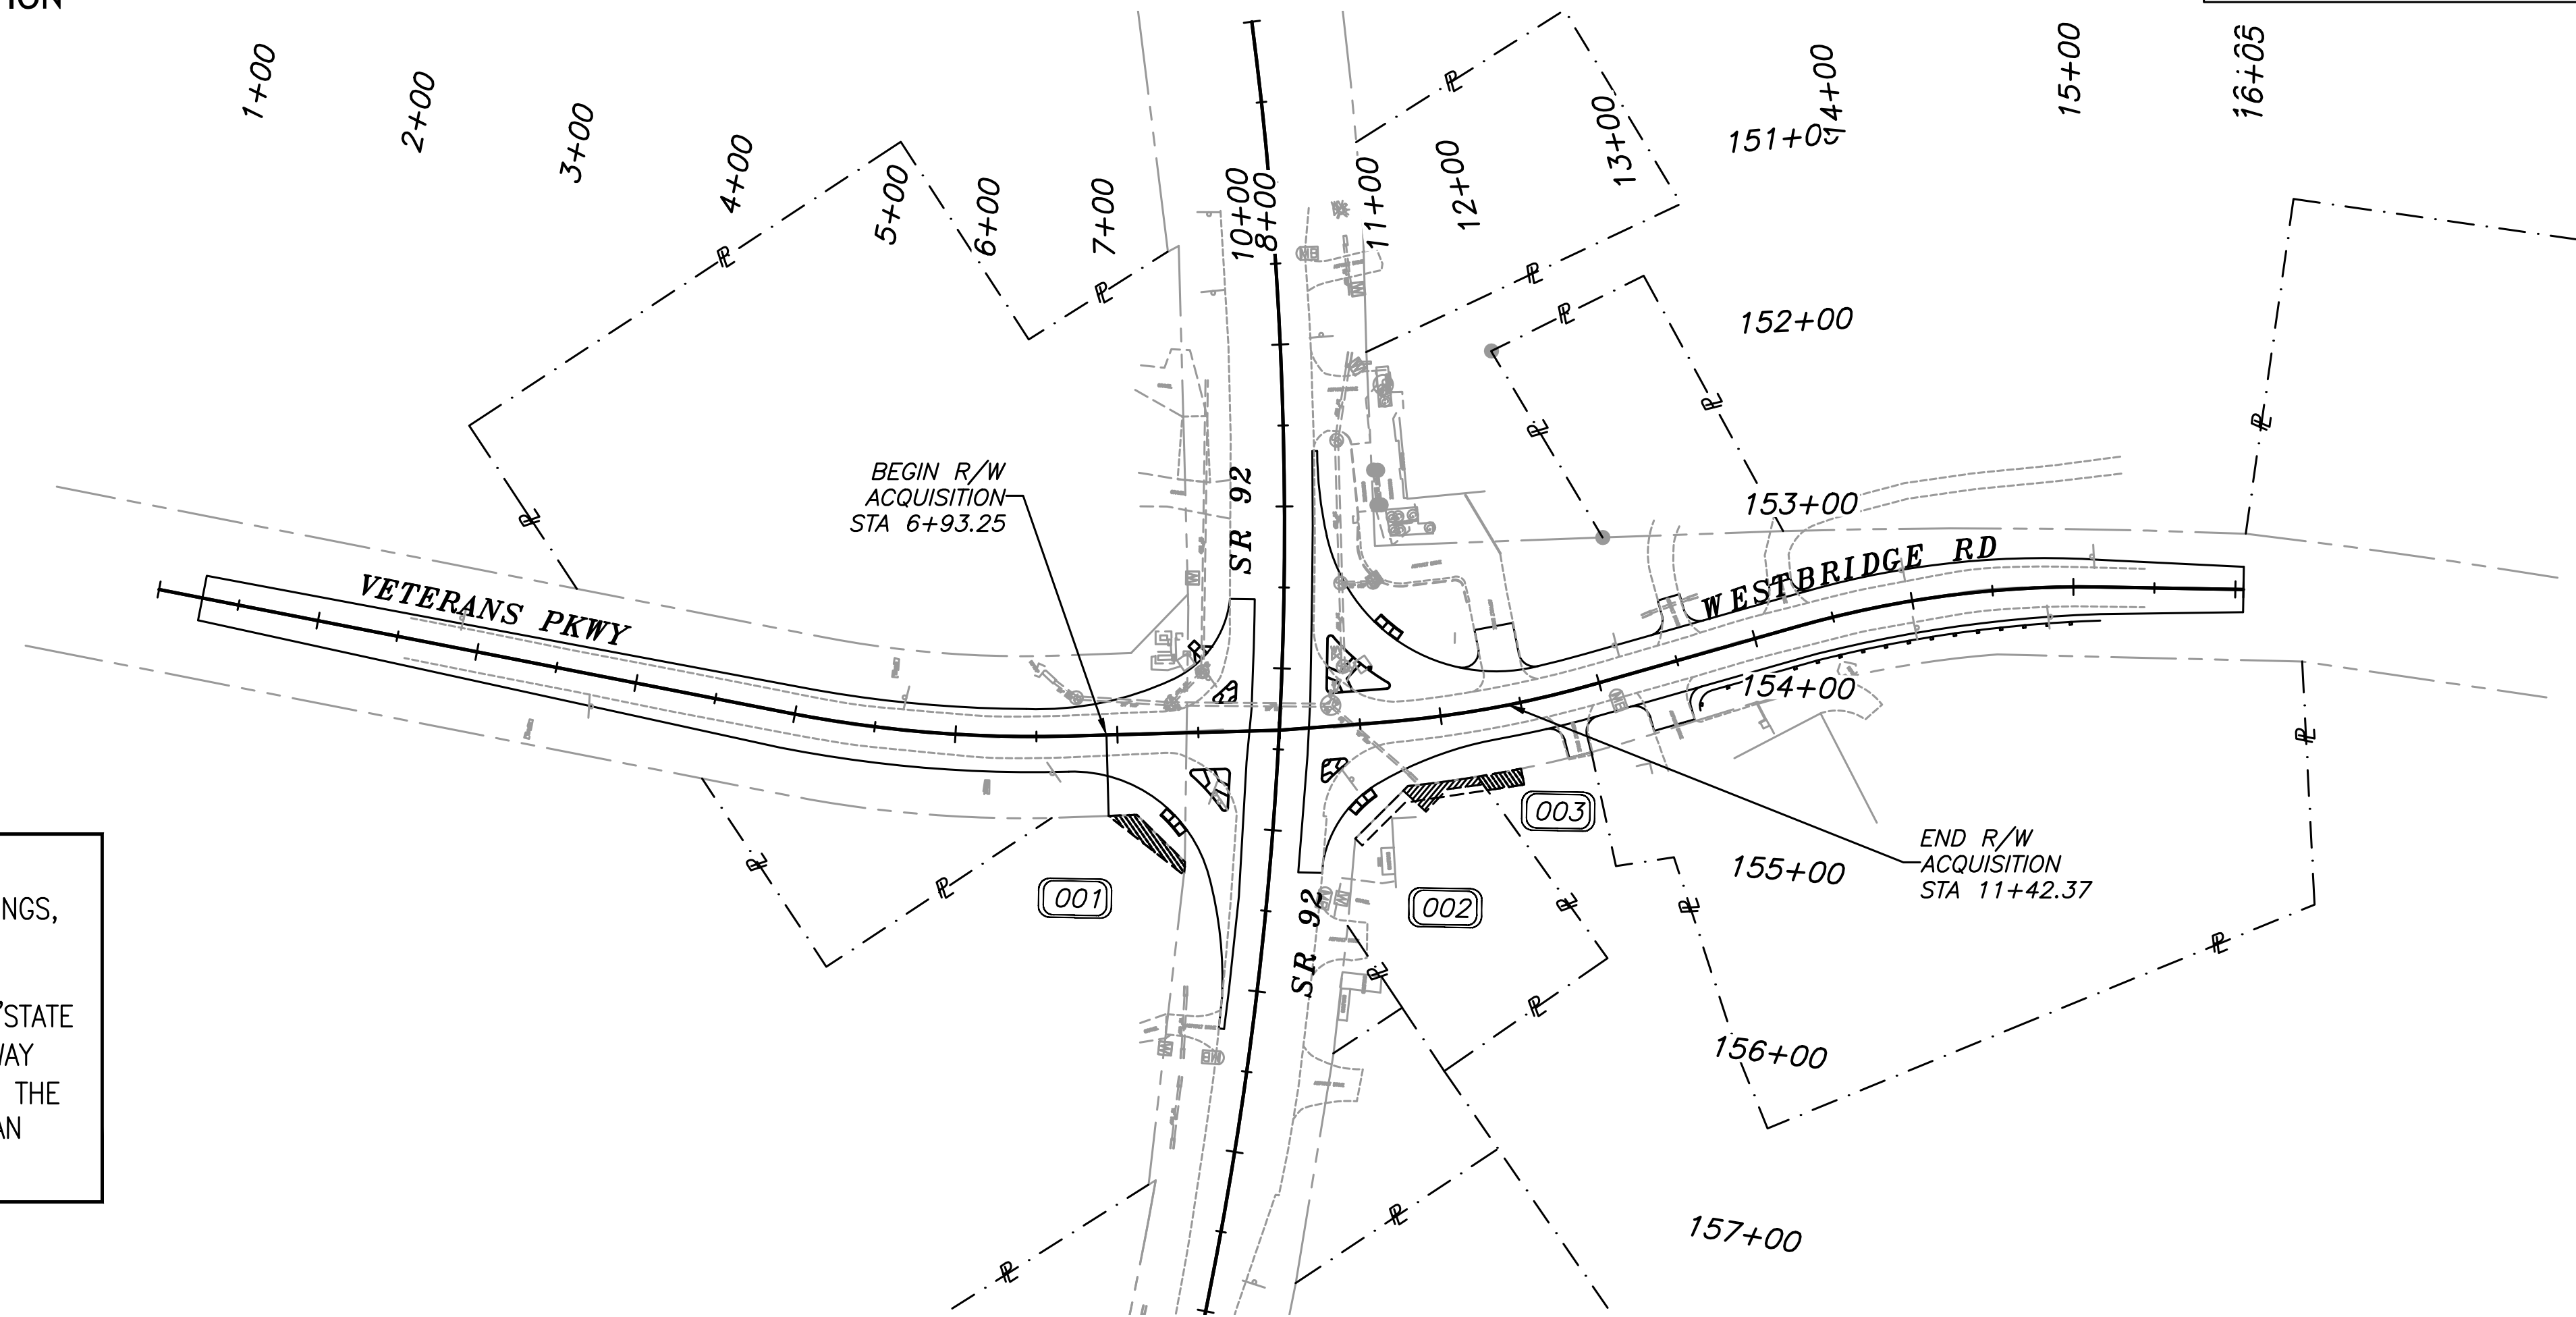 ION
1+00
2+00
3+00
4+00
5+00
6+00
7+00
10+00
8+00
11+00
12+00
13+00
14+00
15+00
151+0
152+00
153+00
154+00
155+00
156+00
157+00
BEGIN R/W
ACQUISITION
STA 6+93.25
SR 92
VETERANS PKWY
WESTBRIDGE RD
SR 92
001
002
003
END R/W
ACQUISITION
STA 11+42.37
NGS,
STATE
WAY
THE
AN